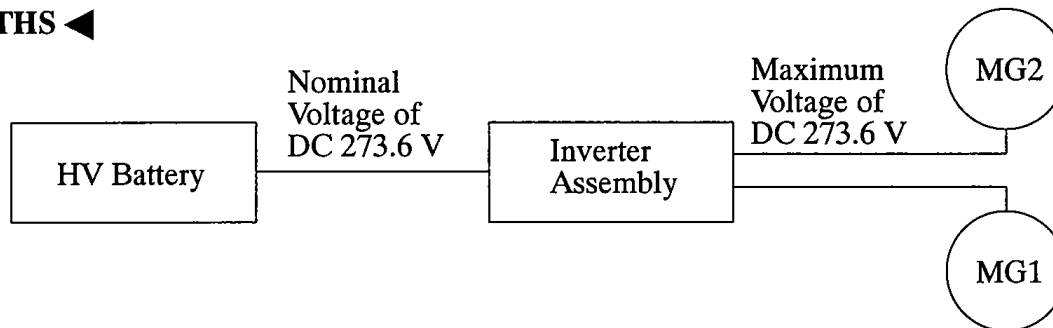 THS ◀
Nominal
Voltage of
DC 273.6 V
Maximum
Voltage of
DC 273.6 V
MG2
HV Battery
Inverter
Assembly
MG1